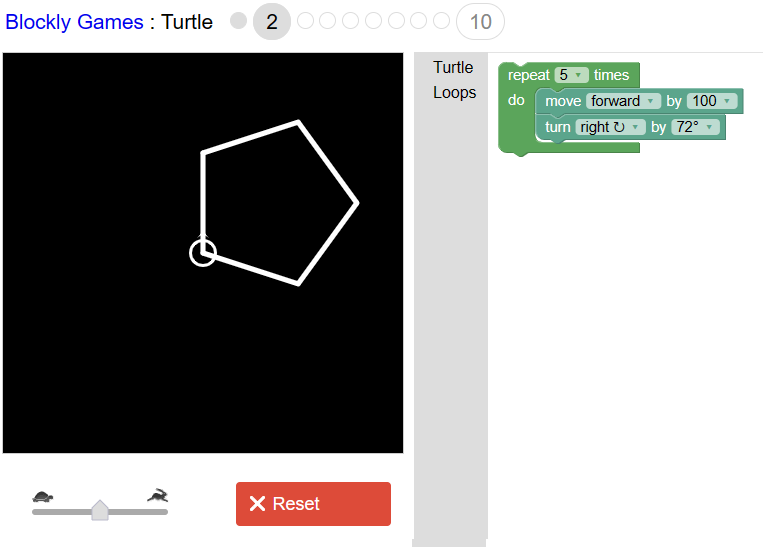 Blockly Games : Turtle 2 10
Turtle
Loops
repeat 5 times
do move forward by 100
turn right ↻ by 72°
Reset